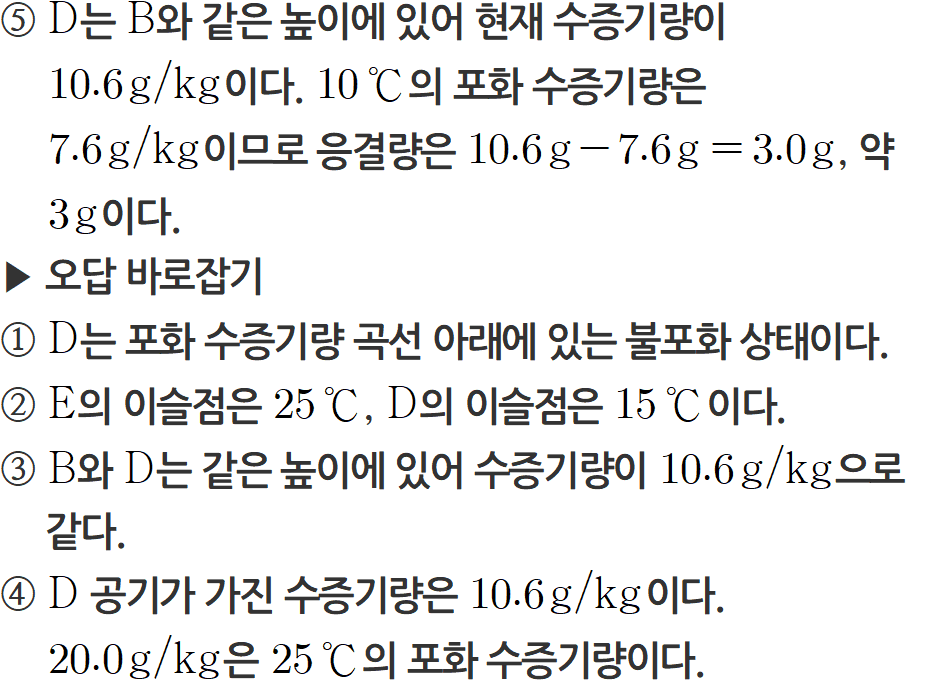 ⑤ D는 B와 같은 높이에 있어 현재 수증기량이
10.6 g/kg이다. 10 ℃의 포화 수증기량은
7.6 g/kg이므로 응결량은 10.6 g − 7.6 g = 3.0 g, 약
3 g이다.
▶ 오답 바로잡기
① D는 포화 수증기량 곡선 아래에 있는 불포화 상태이다.
② E의 이슬점은 25 ℃, D의 이슬점은 15 ℃이다.
③ B와 D는 같은 높이에 있어 수증기량이 10.6 g/kg으로
같다.
④ D 공기가 가진 수증기량은 10.6 g/kg이다.
20.0 g/kg은 25 ℃의 포화 수증기량이다.